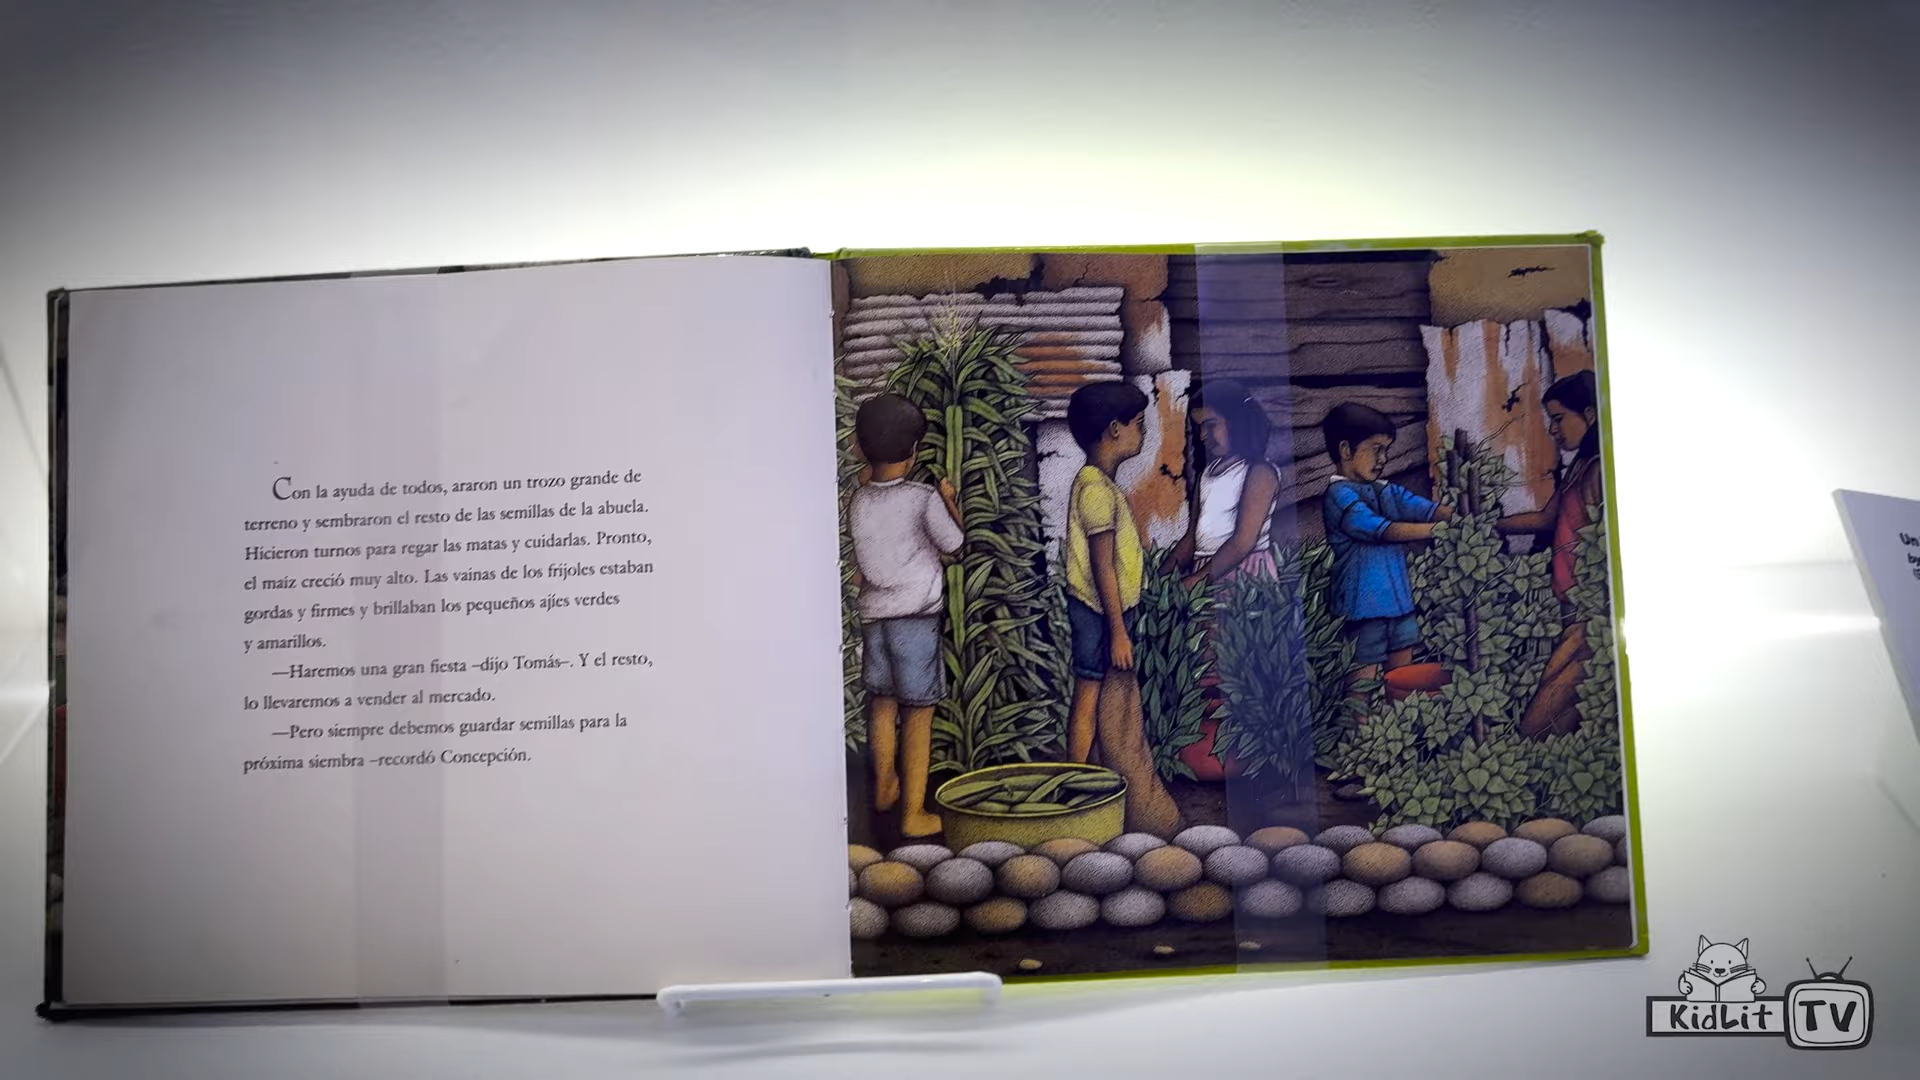 Con la ayuda de todos, araron un trozo grande de
terreno y sembraron el resto de las semillas de la abuela.
Hicieron turnos para regar las matas y cuidarlas. Pronto,
el maíz creció muy alto. Las vainas de los frijoles estaban
gordas y firmes y brillaban los pequeños ajíes verdes
y amarillos.
—Haremos una gran fiesta –dijo Tomás–. Y el resto,
lo llevaremos a vender al mercado.
—Pero siempre debemos guardar semillas para la
próxima siembra –recordó Concepción.
Un
by
KidLit TV